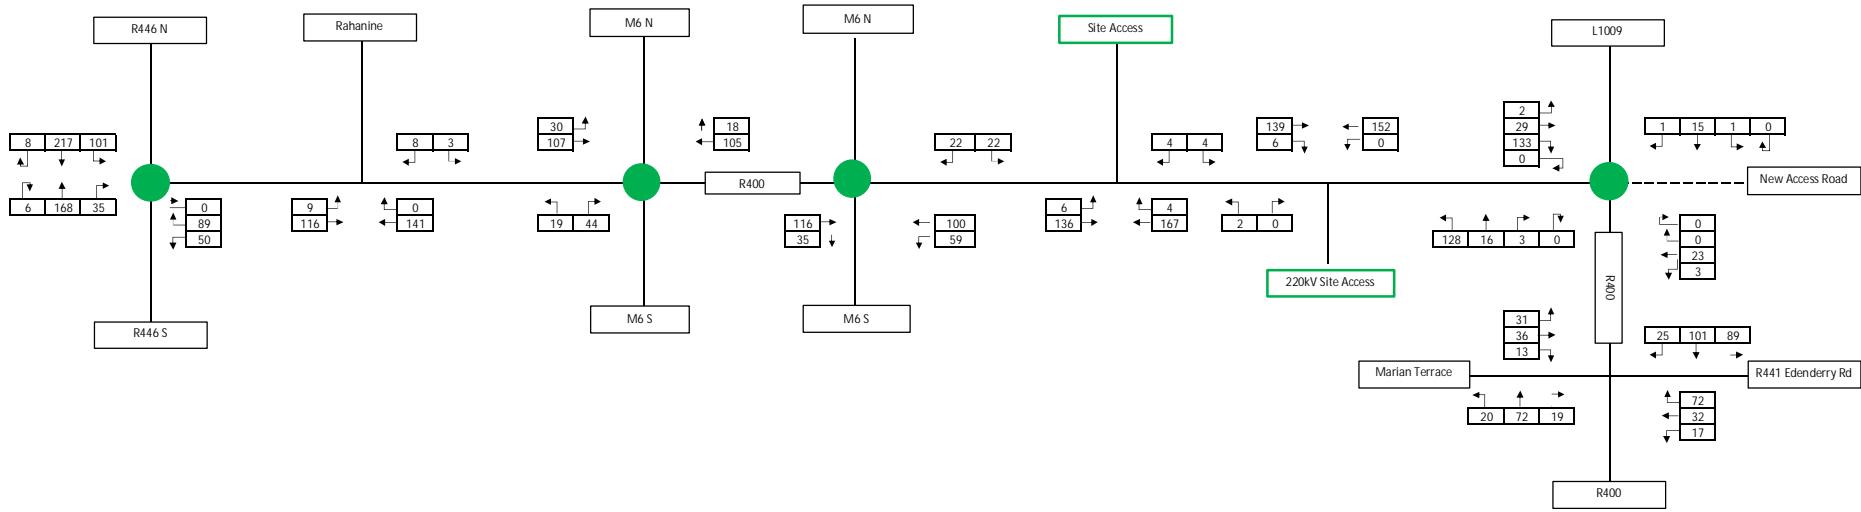 R446 N
Rahanine
M6 N
M6 N
Site Access
L1009
8 217 101
8 3
30
107
18
105
22 22
4 4
139
6
152
0
2
29
133
0
1 15 1 0
R400
New Access Road
6 168 35
0
89
50
9
116
0
141
19 44
116
35
100
59
6
136
4
167
2 0
128 16 3 0
0
0
23
3
220kV Site Access
R400
R446 S
M6 S
M6 S
31
36
13
25 101 89
Marian Terrace
R441 Edenderry Rd
20 72 19
72
32
17
R400